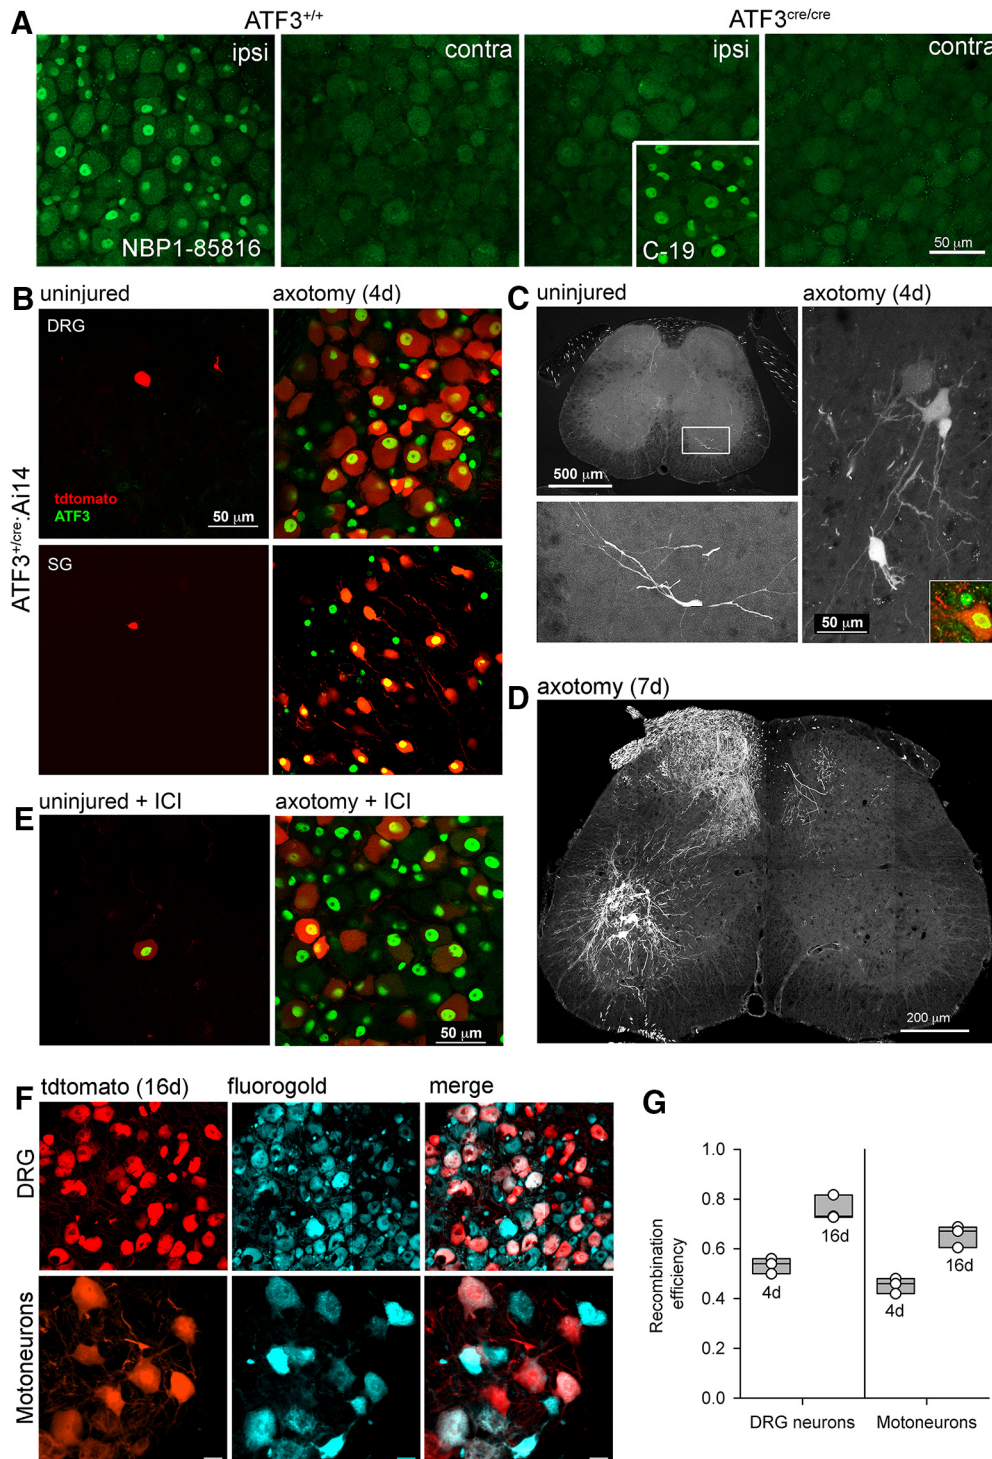 A
ATF3+/+
ATF3cre/cre
ipsi
contra
ipsi
contra
NBP1-85816
C-19
50 µm
B
uninjured
axotomy (4d)
DRG
tdtomato
ATF3
50 µm
SG
ATF3+/cre:Ai14
C
uninjured
axotomy (4d)
500 µm
50 µm
D
axotomy (7d)
200 µm
E
uninjured + ICI
axotomy + ICI
50 µm
F
tdtomato (16d)
fluorogold
merge
DRG
Motoneurons
G
Recombination
efficiency
1.0
0.8
0.6
0.4
0.2
0.0
4d
16d
4d
16d
DRG neurons
Motoneurons